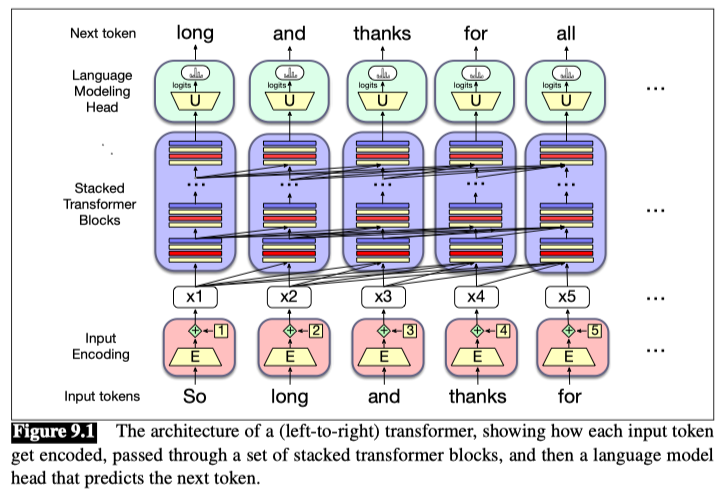 Next token long and thanks for all
Language
Modeling
Head
logits logits logits logits logits
U U U U U
...
Stacked
Transformer
Blocks
... ... ... ... ...
...
x1 x2 x3 x4 x5 ...
Input
Encoding
+ 1 + 2 + 3 + 4 + 5
E E E E E
...
Input tokens So long and thanks for
Figure 9.1 The architecture of a (left-to-right) transformer, showing how each input token
get encoded, passed through a set of stacked transformer blocks, and then a language model
head that predicts the next token.